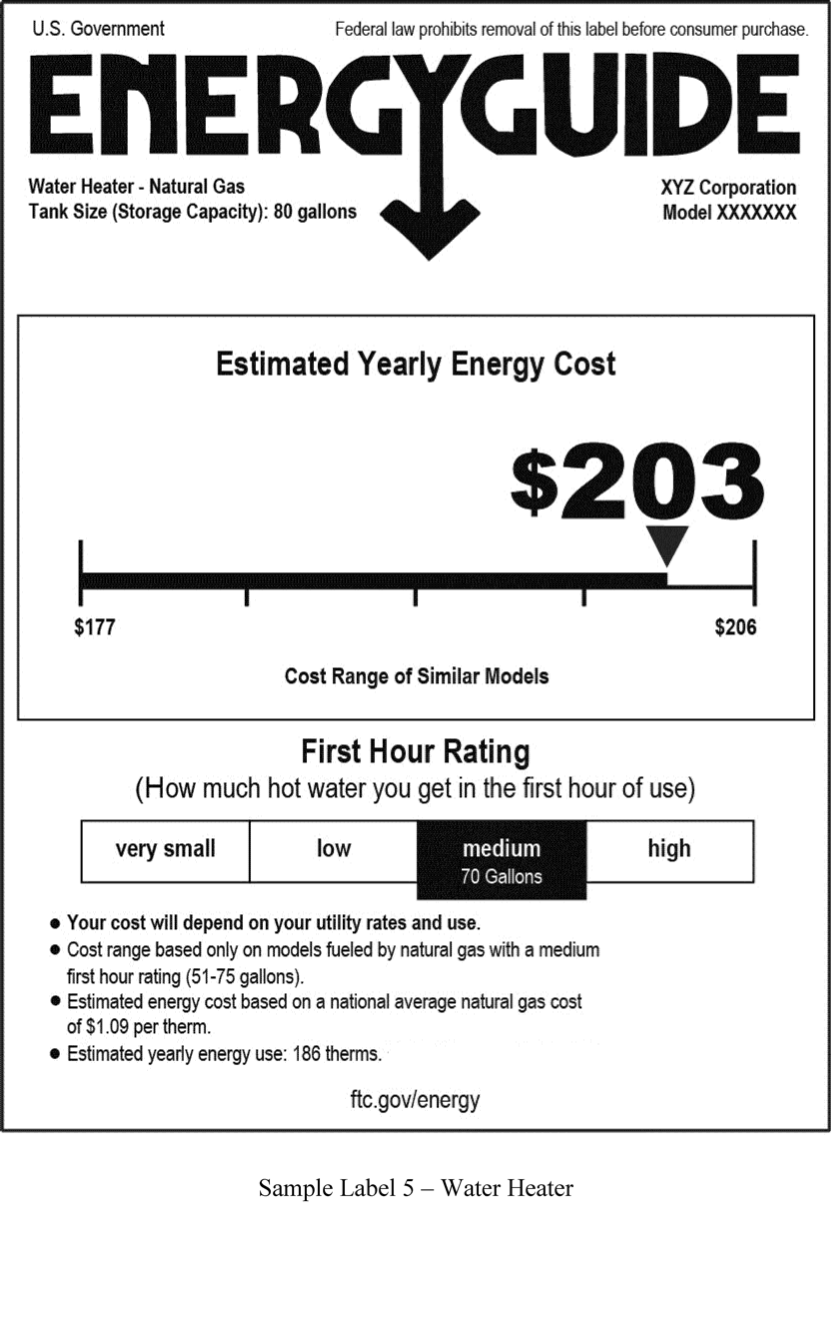 U.S. Government
Federal law prohibits removal of this label before consumer purchase.
ENERGYGUIDE
Water Heater - Natural Gas
Tank Size (Storage Capacity): 80 gallons
XYZ Corporation
Model XXXXXXX
Estimated Yearly Energy Cost
$203
$177
$206
Cost Range of Similar Models
First Hour Rating
(How much hot water you get in the first hour of use)
very small
low
medium
70 Gallons
high
● Your cost will depend on your utility rates and use.
● Cost range based only on models fueled by natural gas with a medium
first hour rating (51-75 gallons).
● Estimated energy cost based on a national average natural gas cost
of $1.09 per therm.
● Estimated yearly energy use: 186 therms.
ftc.gov/energy
Sample Label 5 – Water Heater